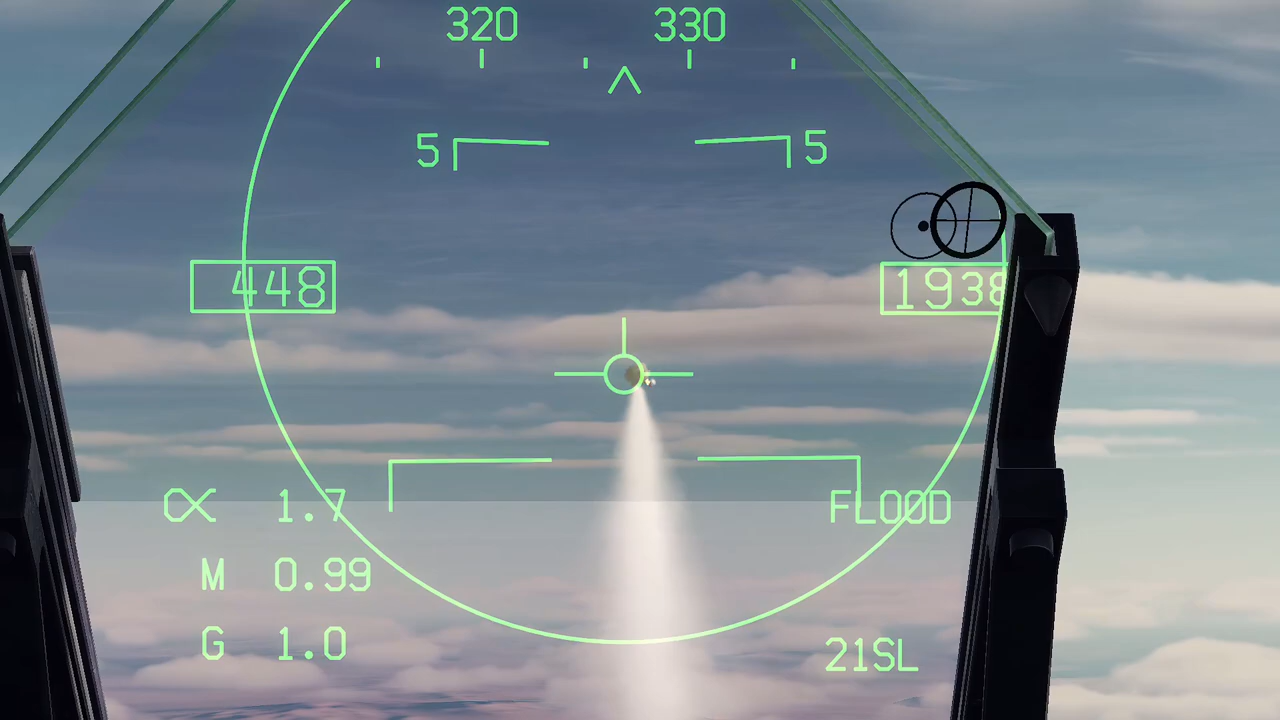 320 330
5 5
448 1938
α 1.7 FLOOD
M 0.99
G 1.0
21SL